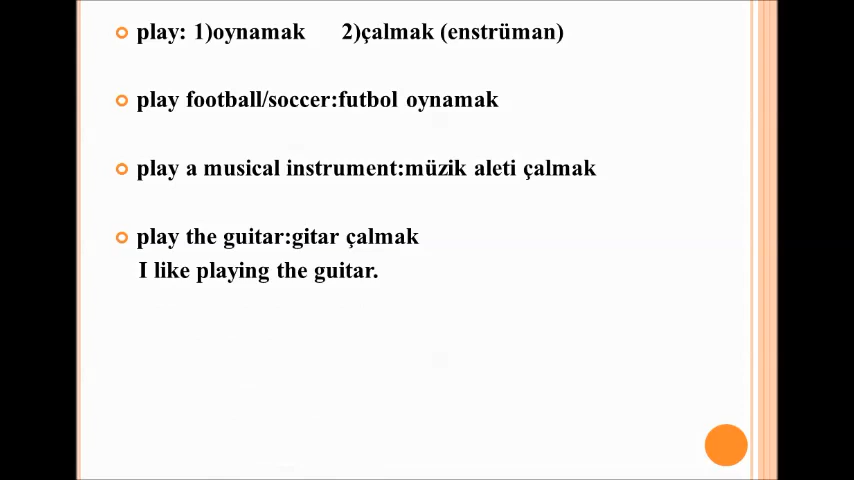 play: 1)oynamak 2)çalmak (enstrüman)
play football/soccer:futbol oynamak
play a musical instrument:müzik aleti çalmak
play the guitar:gitar çalmak
I like playing the guitar.